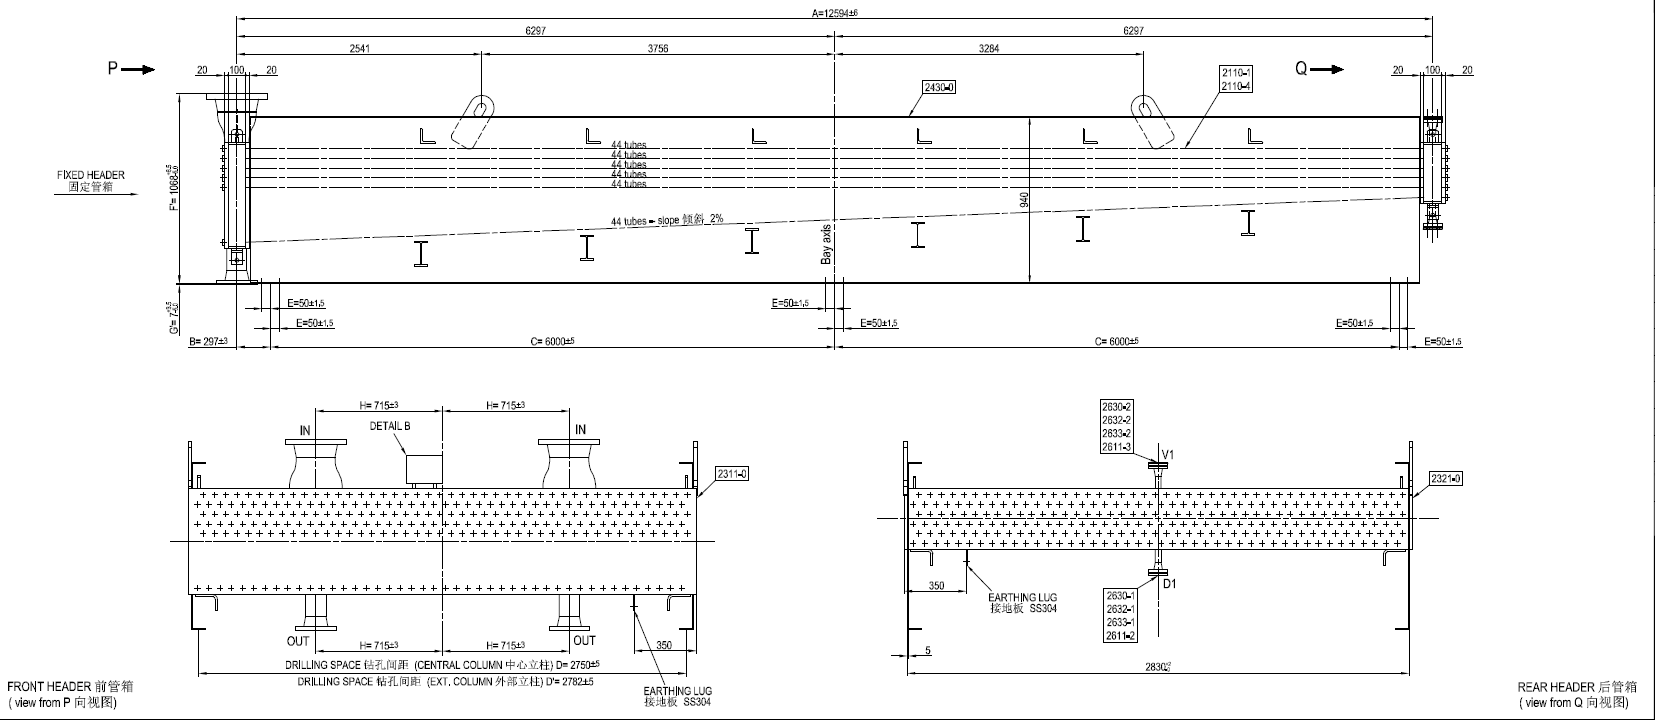 A=12594±6
6297
6297
2541
3756
3284
P
Q
20
100
20
20
100
20
2430-0
2110-1
2110-4
44 tubes
44 tubes
44 tubes
44 tubes
44 tubes
FIXED HEADER
固定管箱
940
44 tubes - slope 倾斜 2%
Bay axis
E=50±1,5
E=50±1,5
E=50±1,5
E=50±1,5
E=50±1,5
E=50±1,5
B= 297±3
C= 6000±5
C= 6000±5
H= 715±3
H= 715±3
DETAIL B
IN
IN
2311-0
OUT
OUT
H= 715±3
H= 715±3
350
DRILLING SPACE 钻孔间距 (CENTRAL COLUMN 中心立柱) D= 2750±5
DRILLING SPACE 钻孔间距 (EXT. COLUMN 外部立柱) D'= 2782±5
EARTHING LUG
接地板 SS304
FRONT HEADER 前管箱
( view from P 向视图)
2630-2
2632-2
2633-2
2611-3
V1
2321-0
350
EARTHING LUG
接地板 SS304
D1
2630-1
2632-1
2633-1
2611-2
5
2830
REAR HEADER 后管箱
( view from Q 向视图)